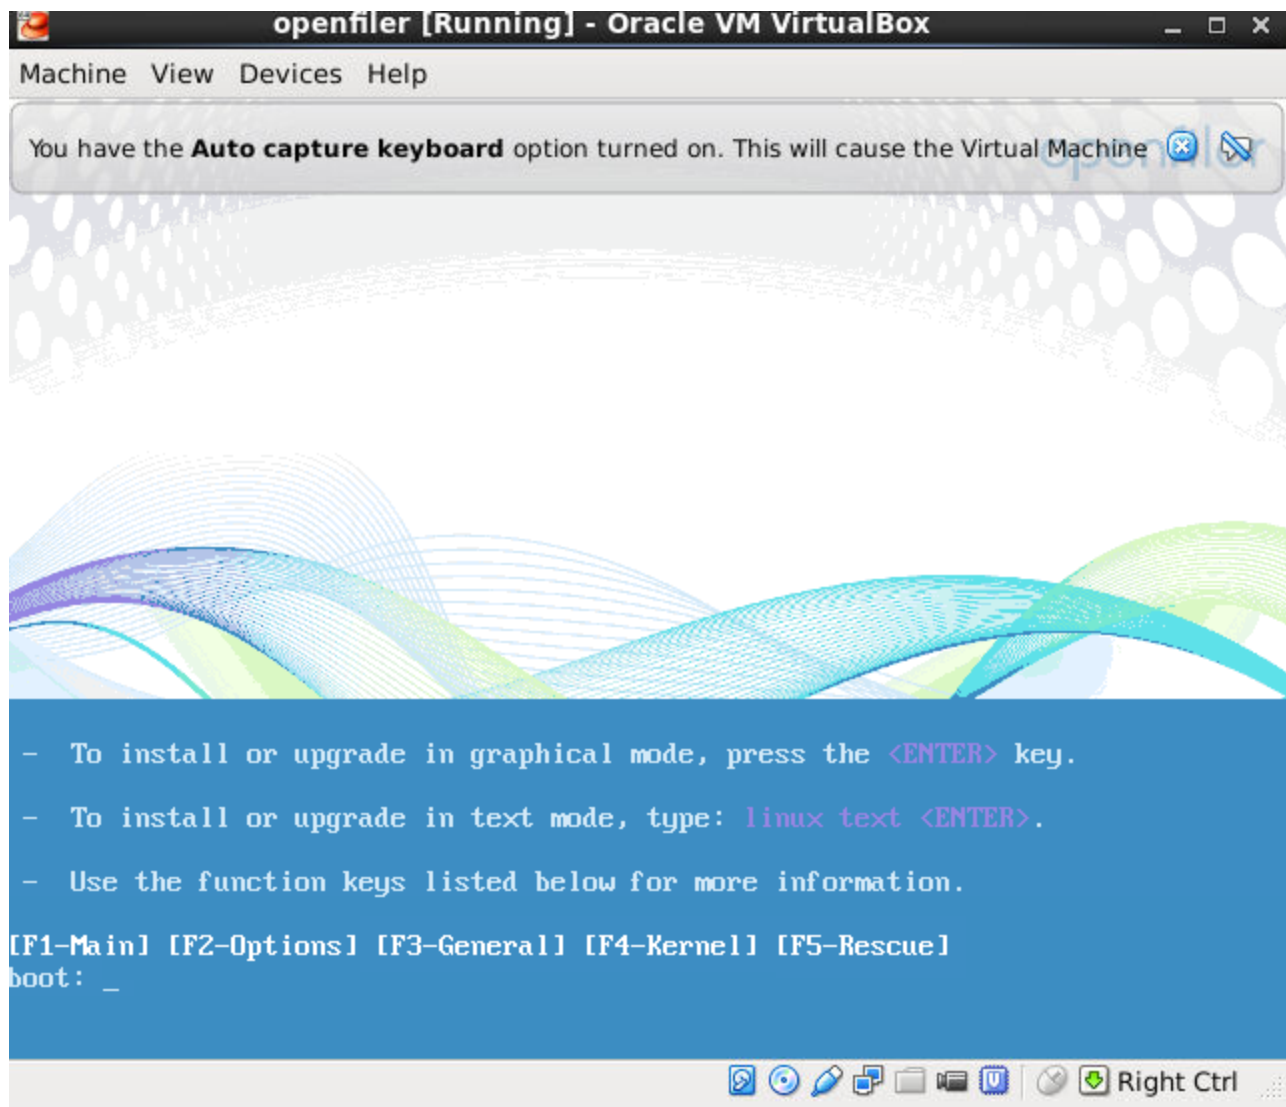 openfiler [Running] - Oracle VM VirtualBox
Machine View Devices Help
You have the Auto capture keyboard option turned on. This will cause the Virtual Machine
openfiler
- To install or upgrade in graphical mode, press the <ENTER> key.
- To install or upgrade in text mode, type: linux text <ENTER>.
- Use the function keys listed below for more information.
[F1-Main] [F2-Options] [F3-General] [F4-Kernel] [F5-Rescue]
boot: _
Right Ctrl